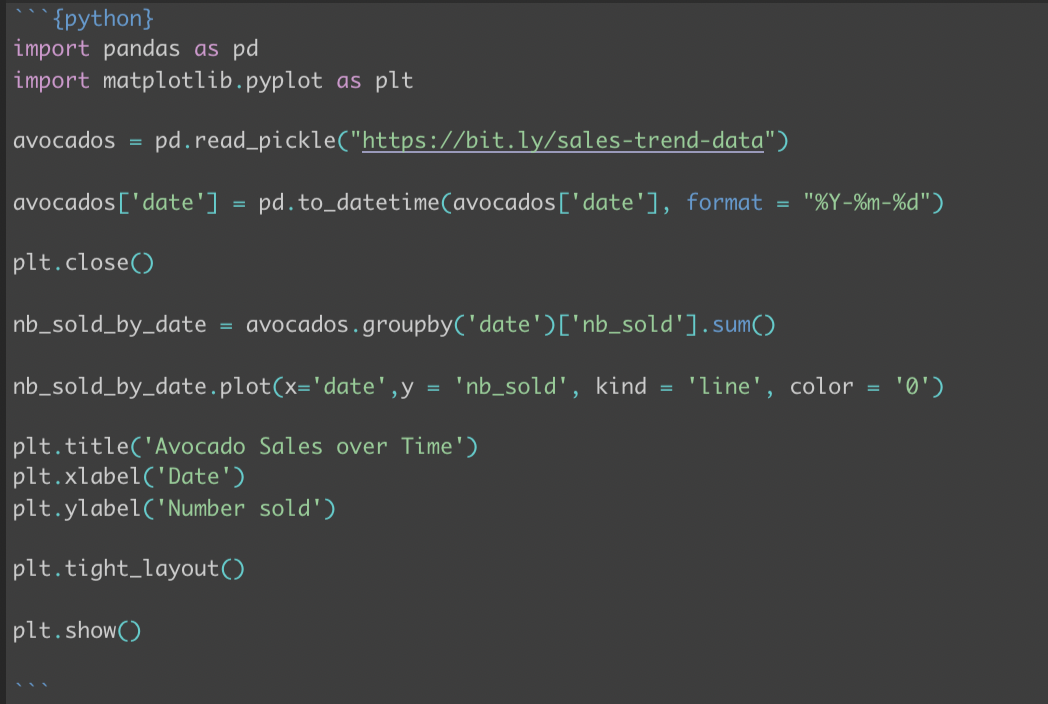 ```{python}
import pandas as pd
import matplotlib.pyplot as plt
avocados = pd.read_pickle("https://bit.ly/sales-trend-data")
avocados['date'] = pd.to_datetime(avocados['date'], format = "%Y-%m-%d")
plt.close()
nb_sold_by_date = avocados.groupby('date')['nb_sold'].sum()
nb_sold_by_date.plot(x='date',y = 'nb_sold', kind = 'line', color = '0')
plt.title('Avocado Sales over Time')
plt.xlabel('Date')
plt.ylabel('Number sold')
plt.tight_layout()
plt.show()
```